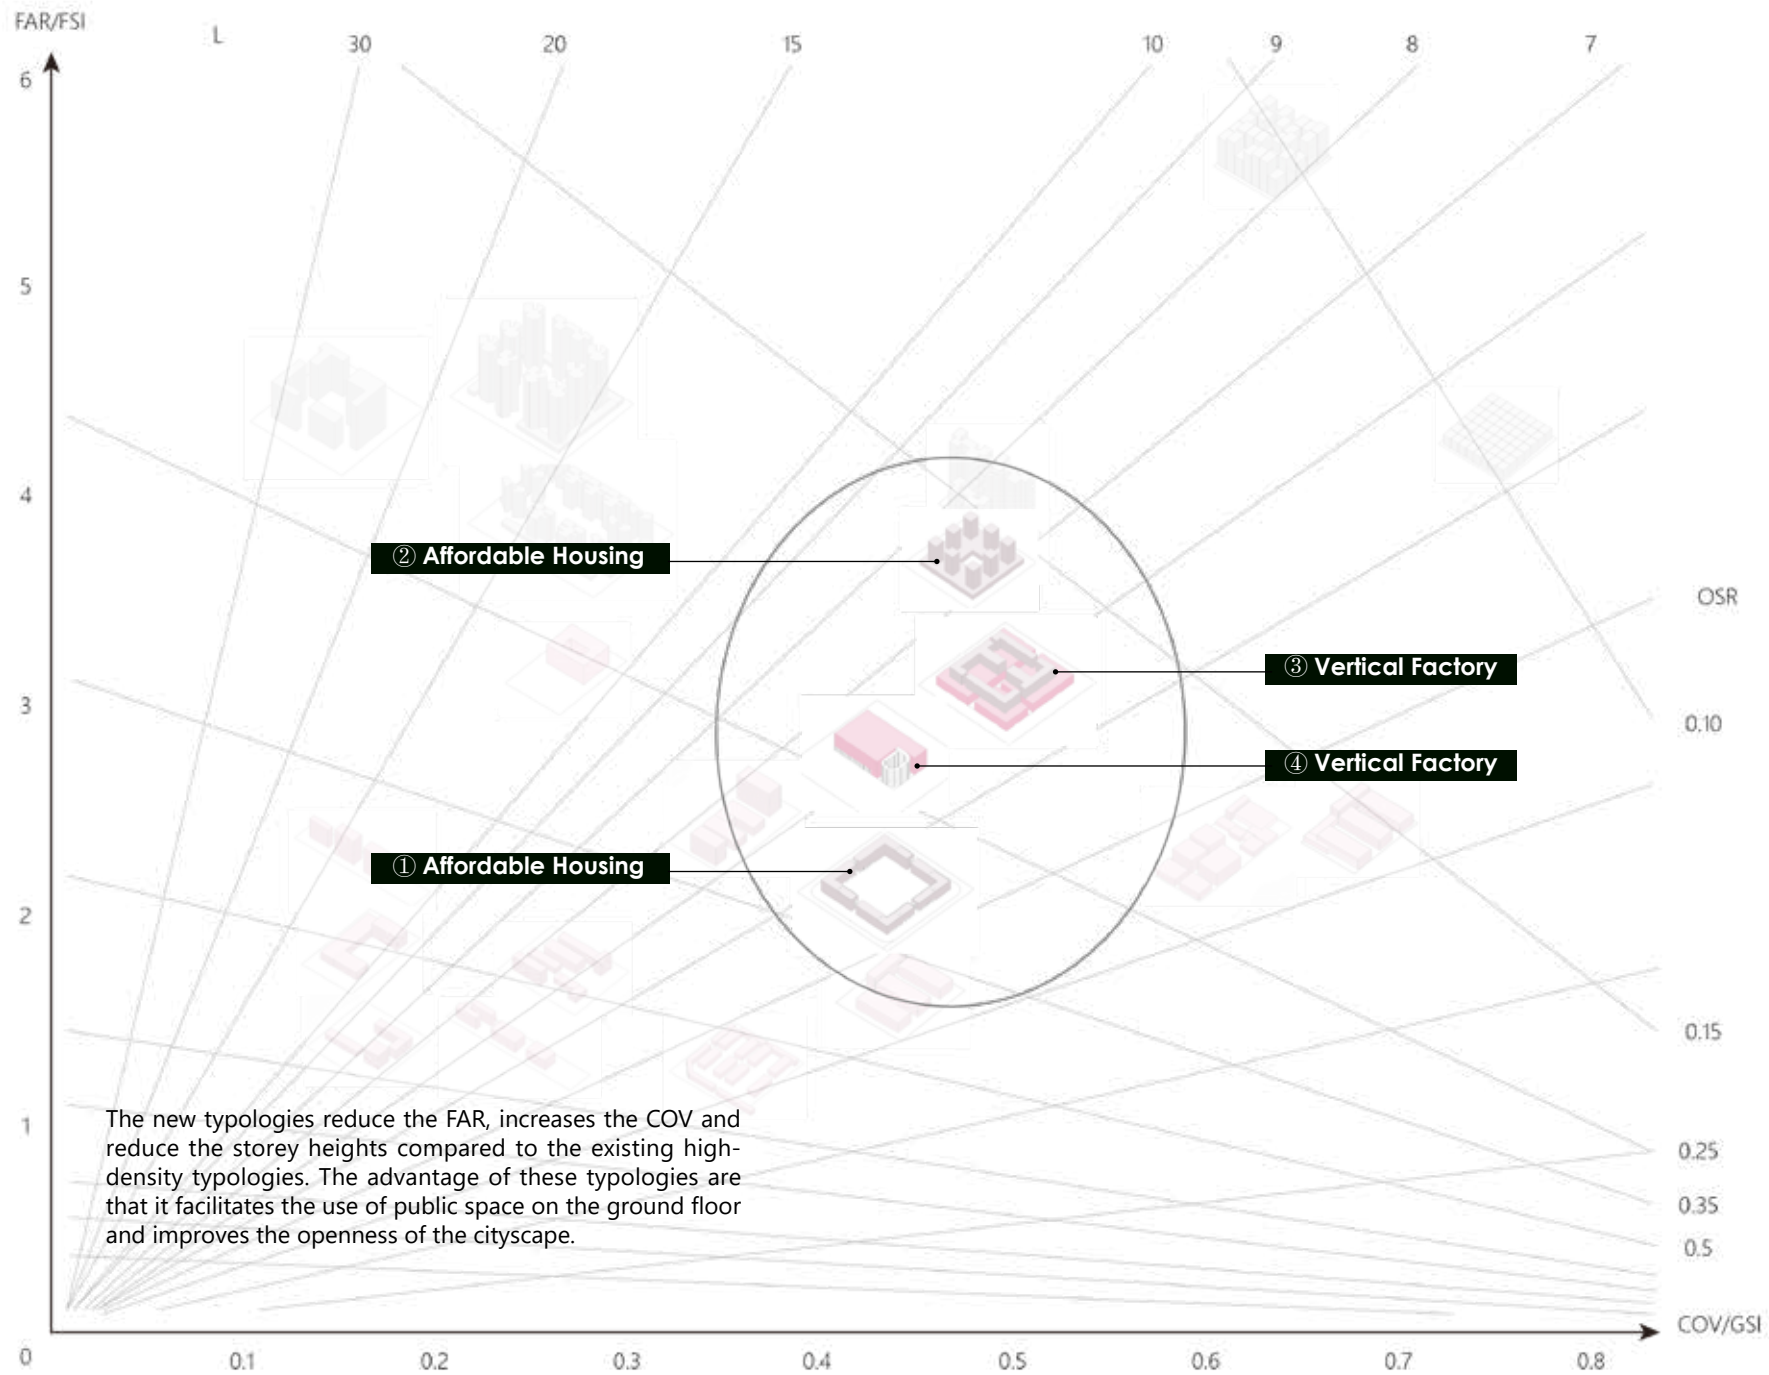 FAR/FSI
L
30
20
15
10
9
8
7
6
5
4
② Affordable Housing
OSR
③ Vertical Factory
3
0.10
④ Vertical Factory
① Affordable Housing
2
0.15
1
The new typologies reduce the FAR, increases the COV and
reduce the storey heights compared to the existing high-
density typologies. The advantage of these typologies are
that it facilitates the use of public space on the ground floor
and improves the openness of the cityscape.
0.25
0.35
0.5
COV/GSI
0
0.1
0.2
0.3
0.4
0.5
0.6
0.7
0.8